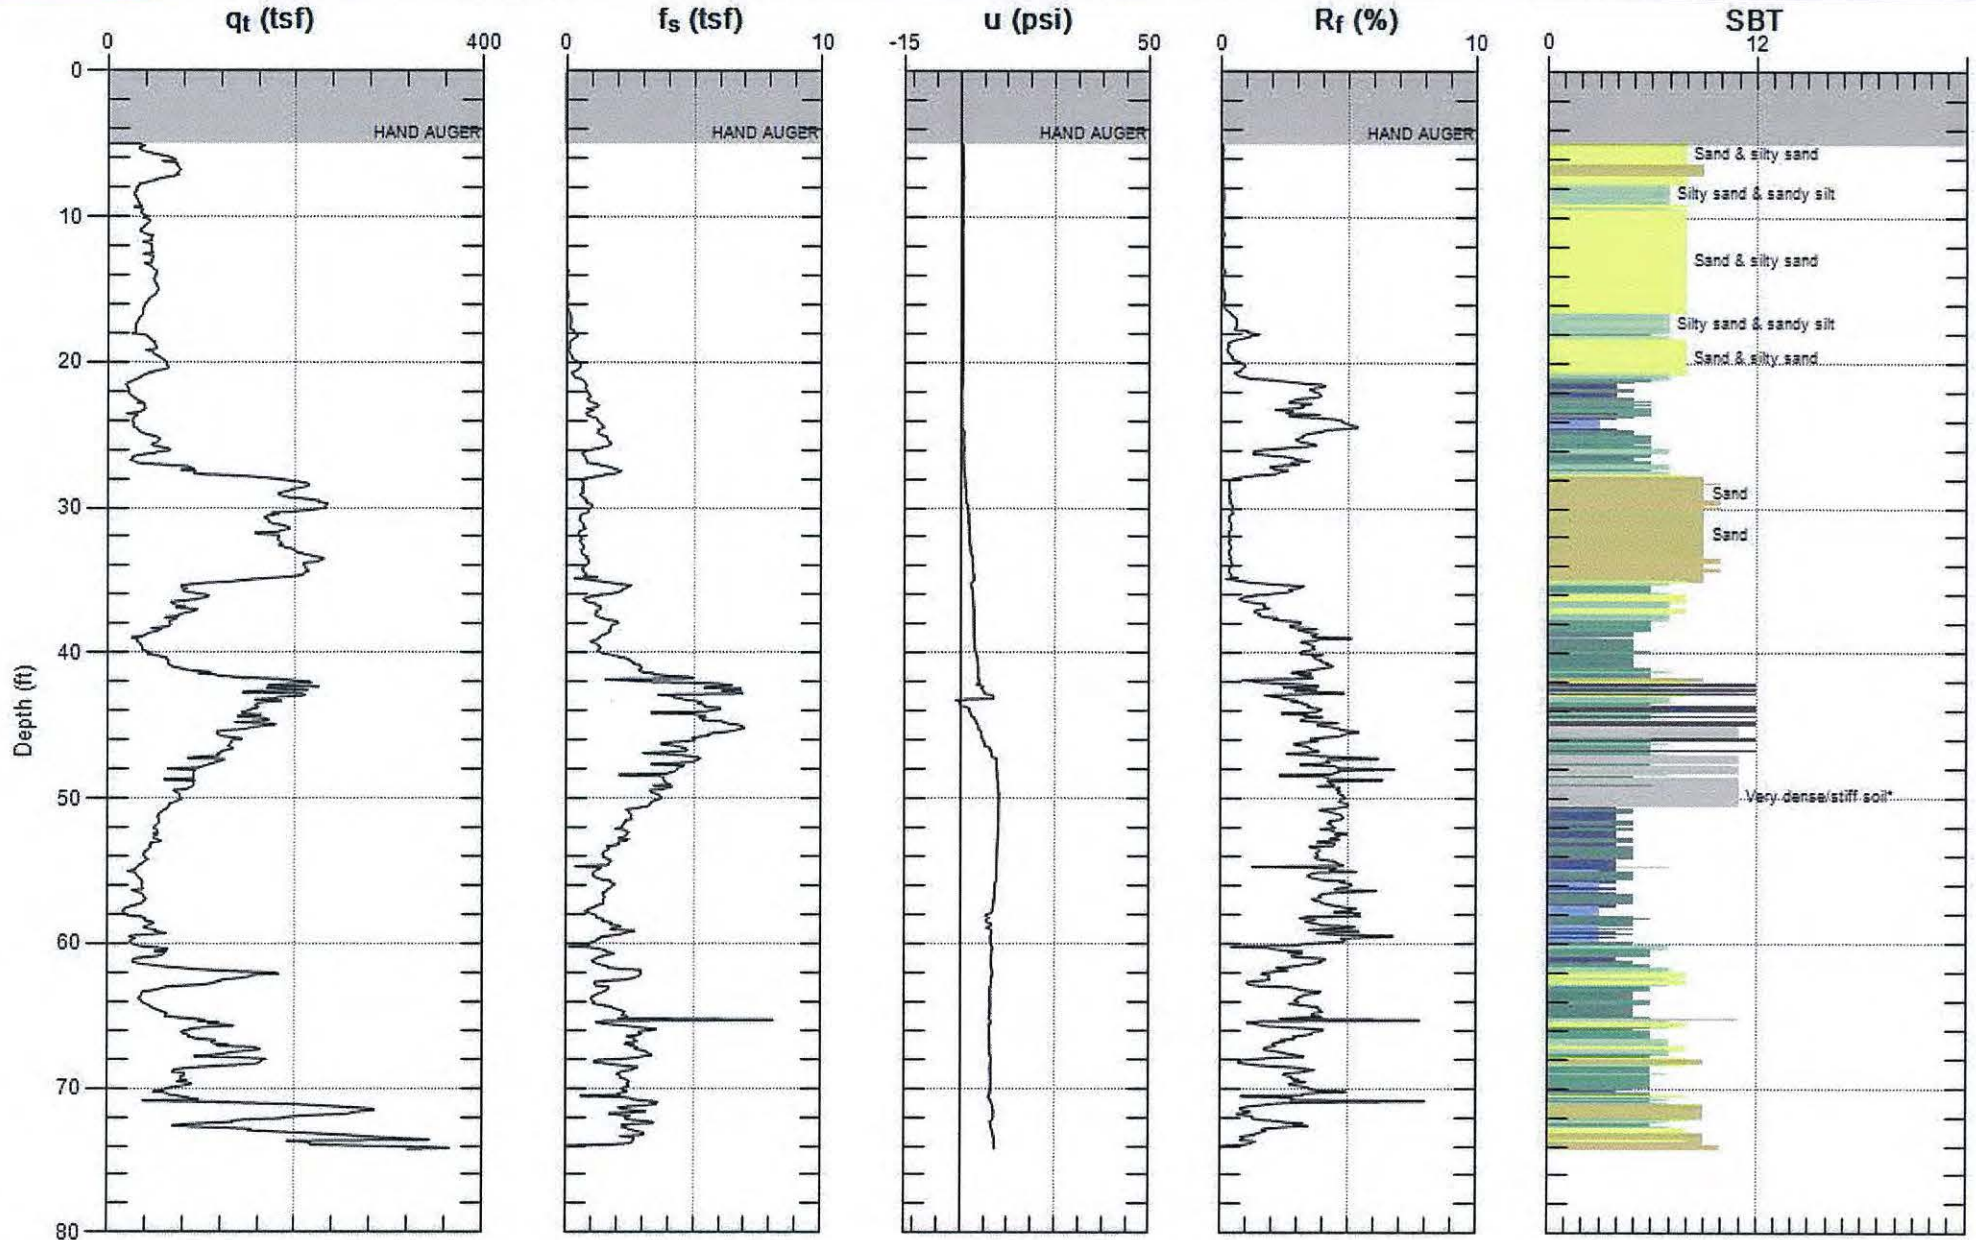 qt (tsf) fs (tsf) u (psi) Rf (%) SBT
0 400 0 10 -15 50 0 10 0 12
0
HAND AUGER HAND AUGER HAND AUGER HAND AUGER
Sand & silty sand
Silty sand & sandy silt
10
Sand & silty sand
Silty sand & sandy silt
Sand & silty sand
20
Sand
30
Sand
40
Depth (ft)
Very dense/stiff soil*
50
60
70
80